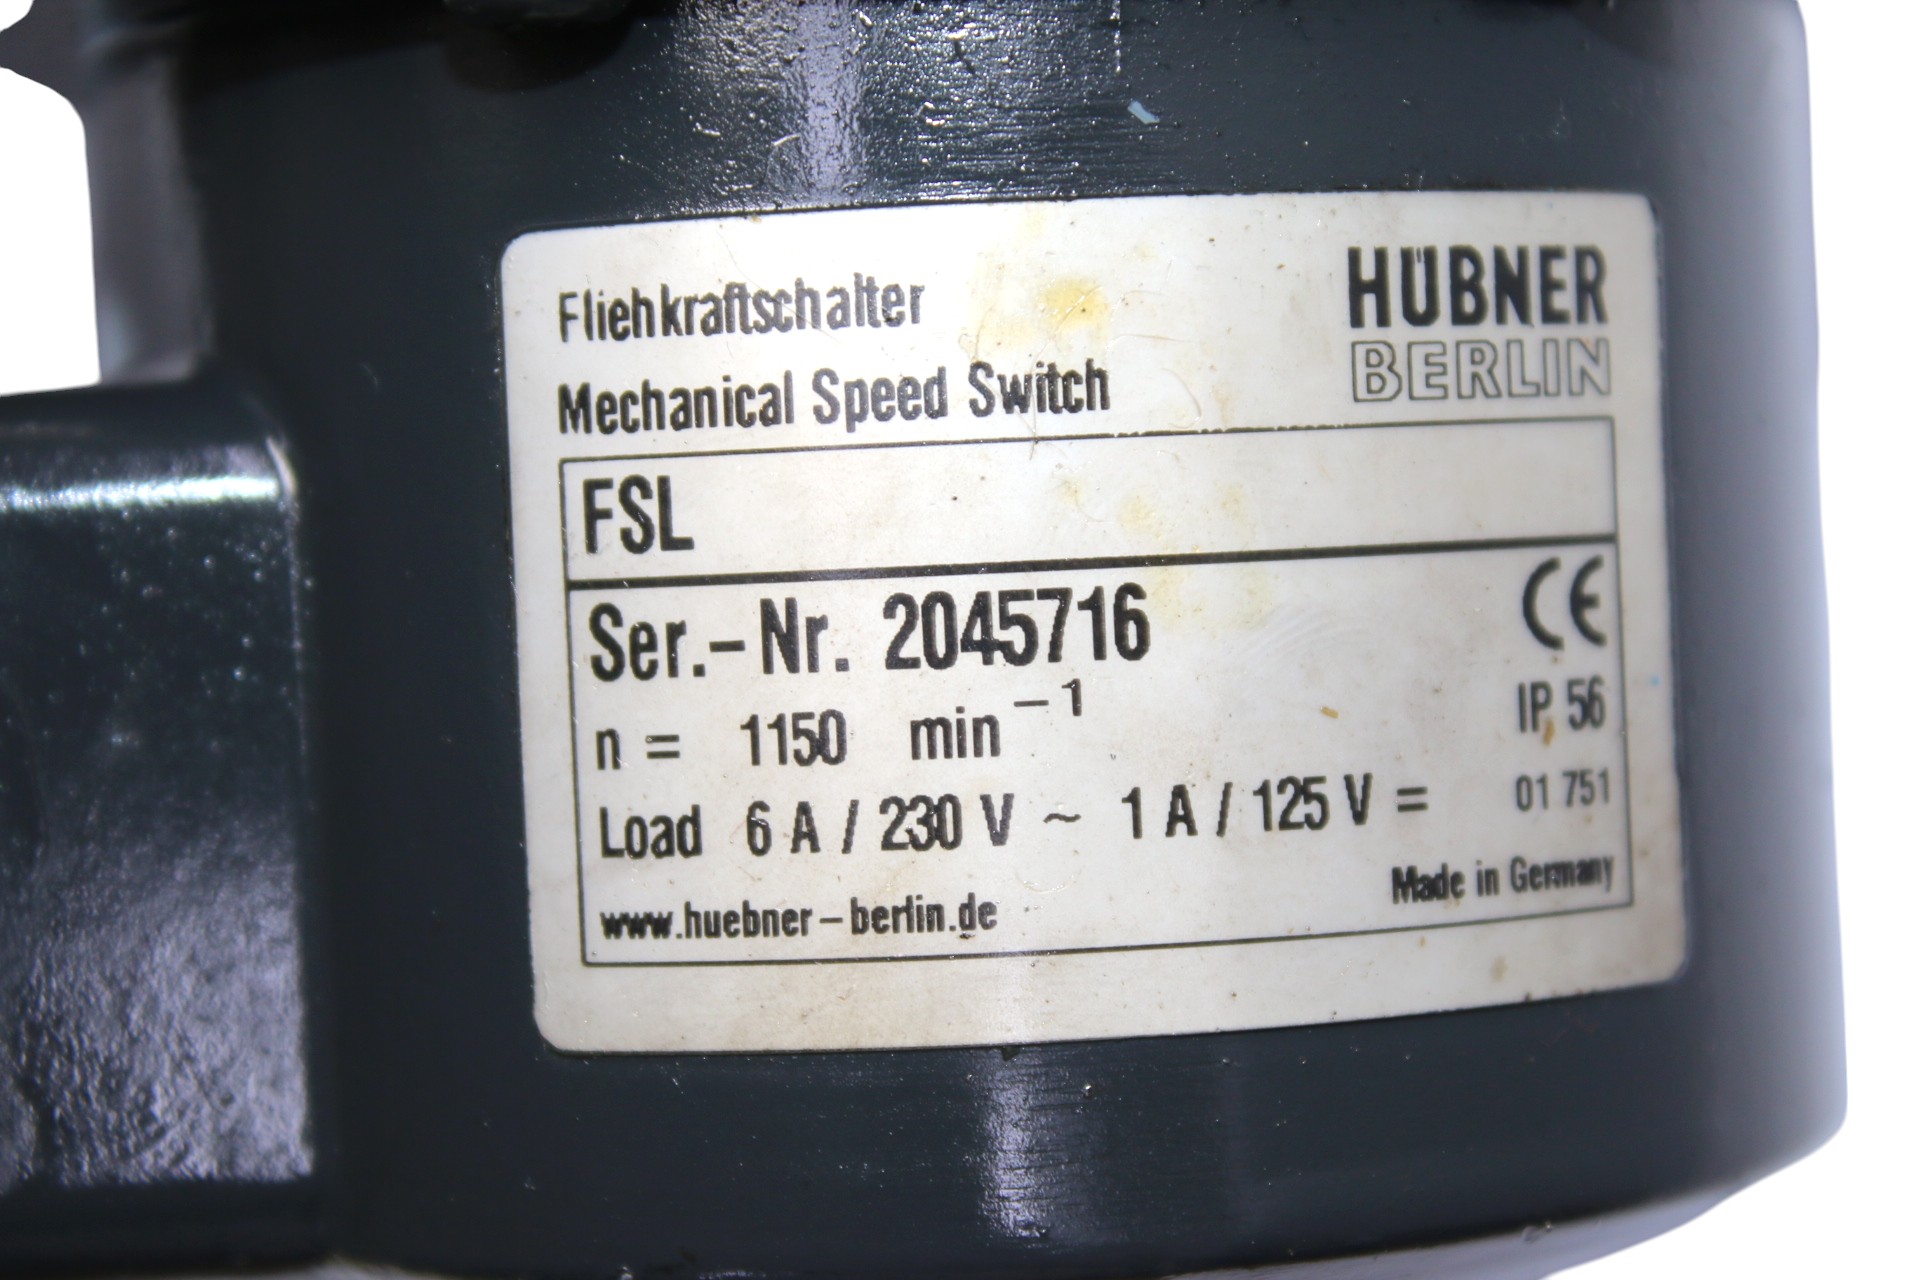 Fliehkraftschalter
Mechanical Speed Switch
HÜBNER
BERLIN
FSL
Ser.-Nr. 2045716
CE
n = 1150 min⁻¹
IP 56
Load 6 A / 230 V ~ 1 A / 125 V =
01 751
www.huebner-berlin.de
Made in Germany